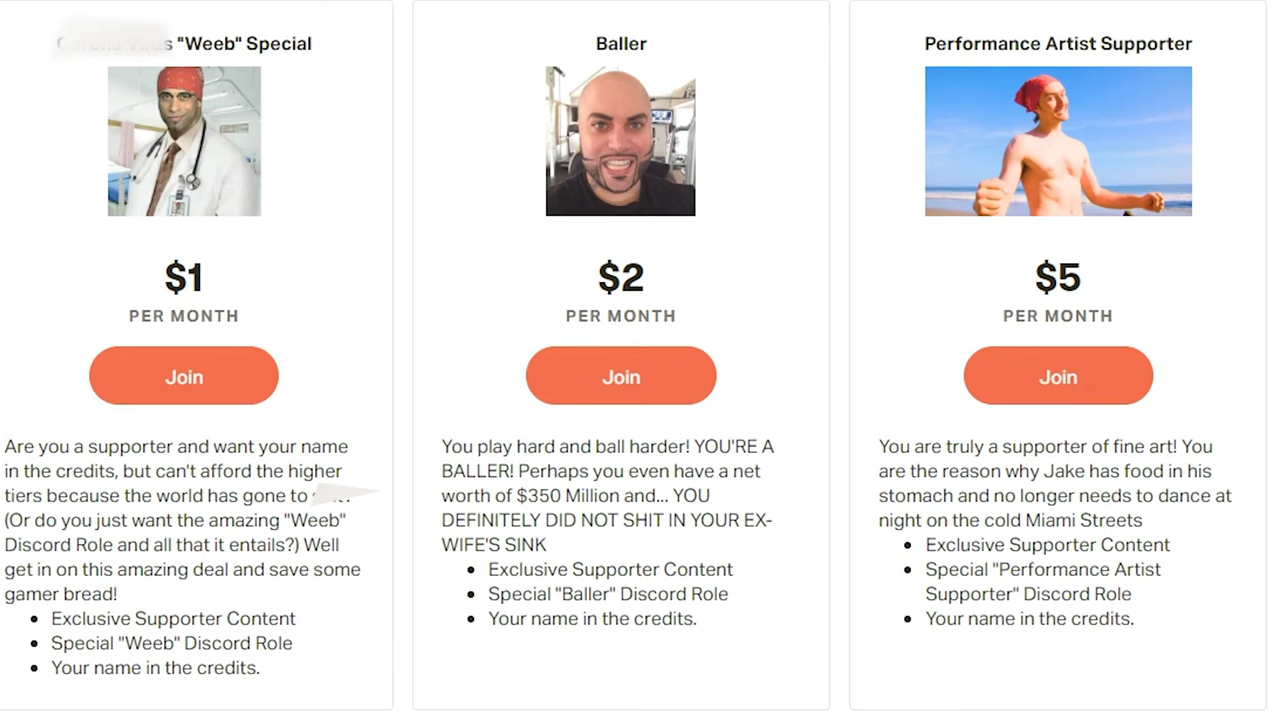 "Weeb" Special
$1
PER MONTH
Join
Are you a supporter and want your name
in the credits, but can't afford the higher
tiers because the world has gone to
(Or do you just want the amazing "Weeb"
Discord Role and all that it entails?) Well
get in on this amazing deal and save some
gamer bread!
• Exclusive Supporter Content
• Special "Weeb" Discord Role
• Your name in the credits.
Baller
$2
PER MONTH
Join
You play hard and ball harder! YOU'RE A
BALLER! Perhaps you even have a net
worth of $350 Million and... YOU
DEFINITELY DID NOT SHIT IN YOUR EX-
WIFE'S SINK
• Exclusive Supporter Content
• Special "Baller" Discord Role
• Your name in the credits.
Performance Artist Supporter
$5
PER MONTH
Join
You are truly a supporter of fine art! You
are the reason why Jake has food in his
stomach and no longer needs to dance at
night on the cold Miami Streets
• Exclusive Supporter Content
• Special "Performance Artist
Supporter" Discord Role
• Your name in the credits.